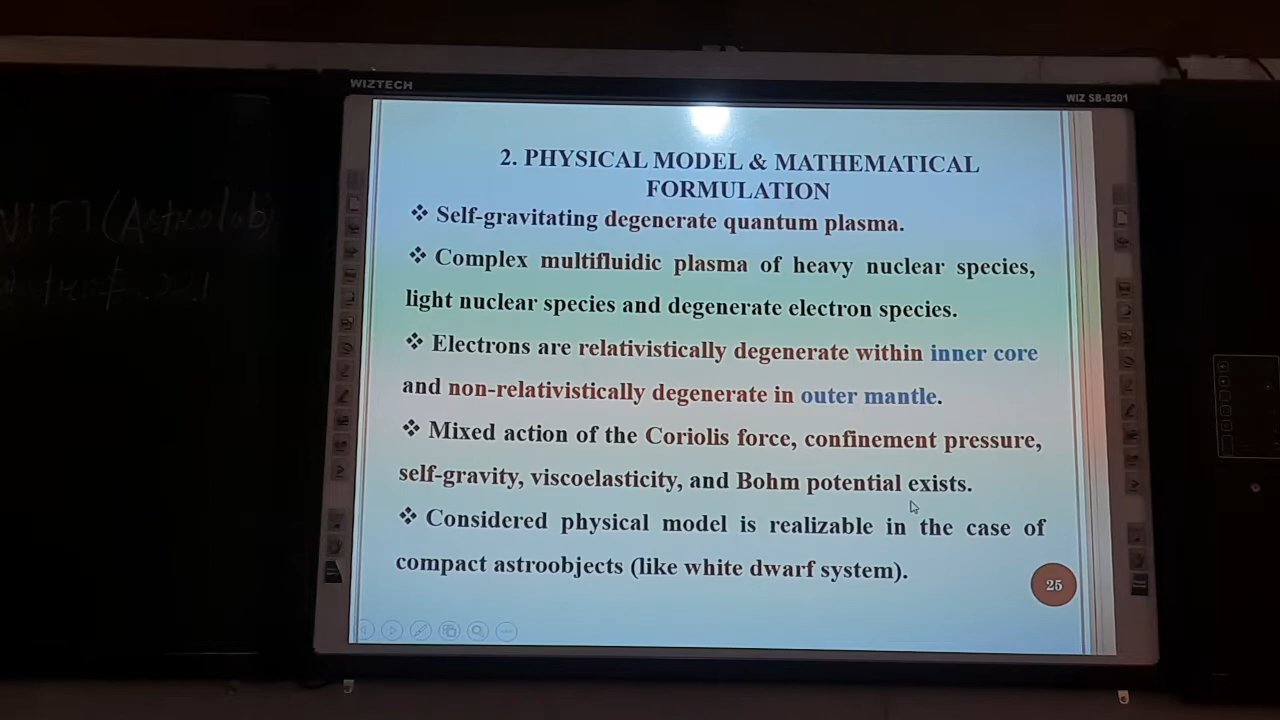 WIZTECH
WIZ SB-8201
2. PHYSICAL MODEL & MATHEMATICAL
FORMULATION
❖ Self-gravitating degenerate quantum plasma.
❖ Complex multifluidic plasma of heavy nuclear species,
light nuclear species and degenerate electron species.
❖ Electrons are relativistically degenerate within inner core
and non-relativistically degenerate in outer mantle.
❖ Mixed action of the Coriolis force, confinement pressure,
self-gravity, viscoelasticity, and Bohm potential exists.
❖ Considered physical model is realizable in the case of
compact astroobjects (like white dwarf system).
25
(Astrolab)